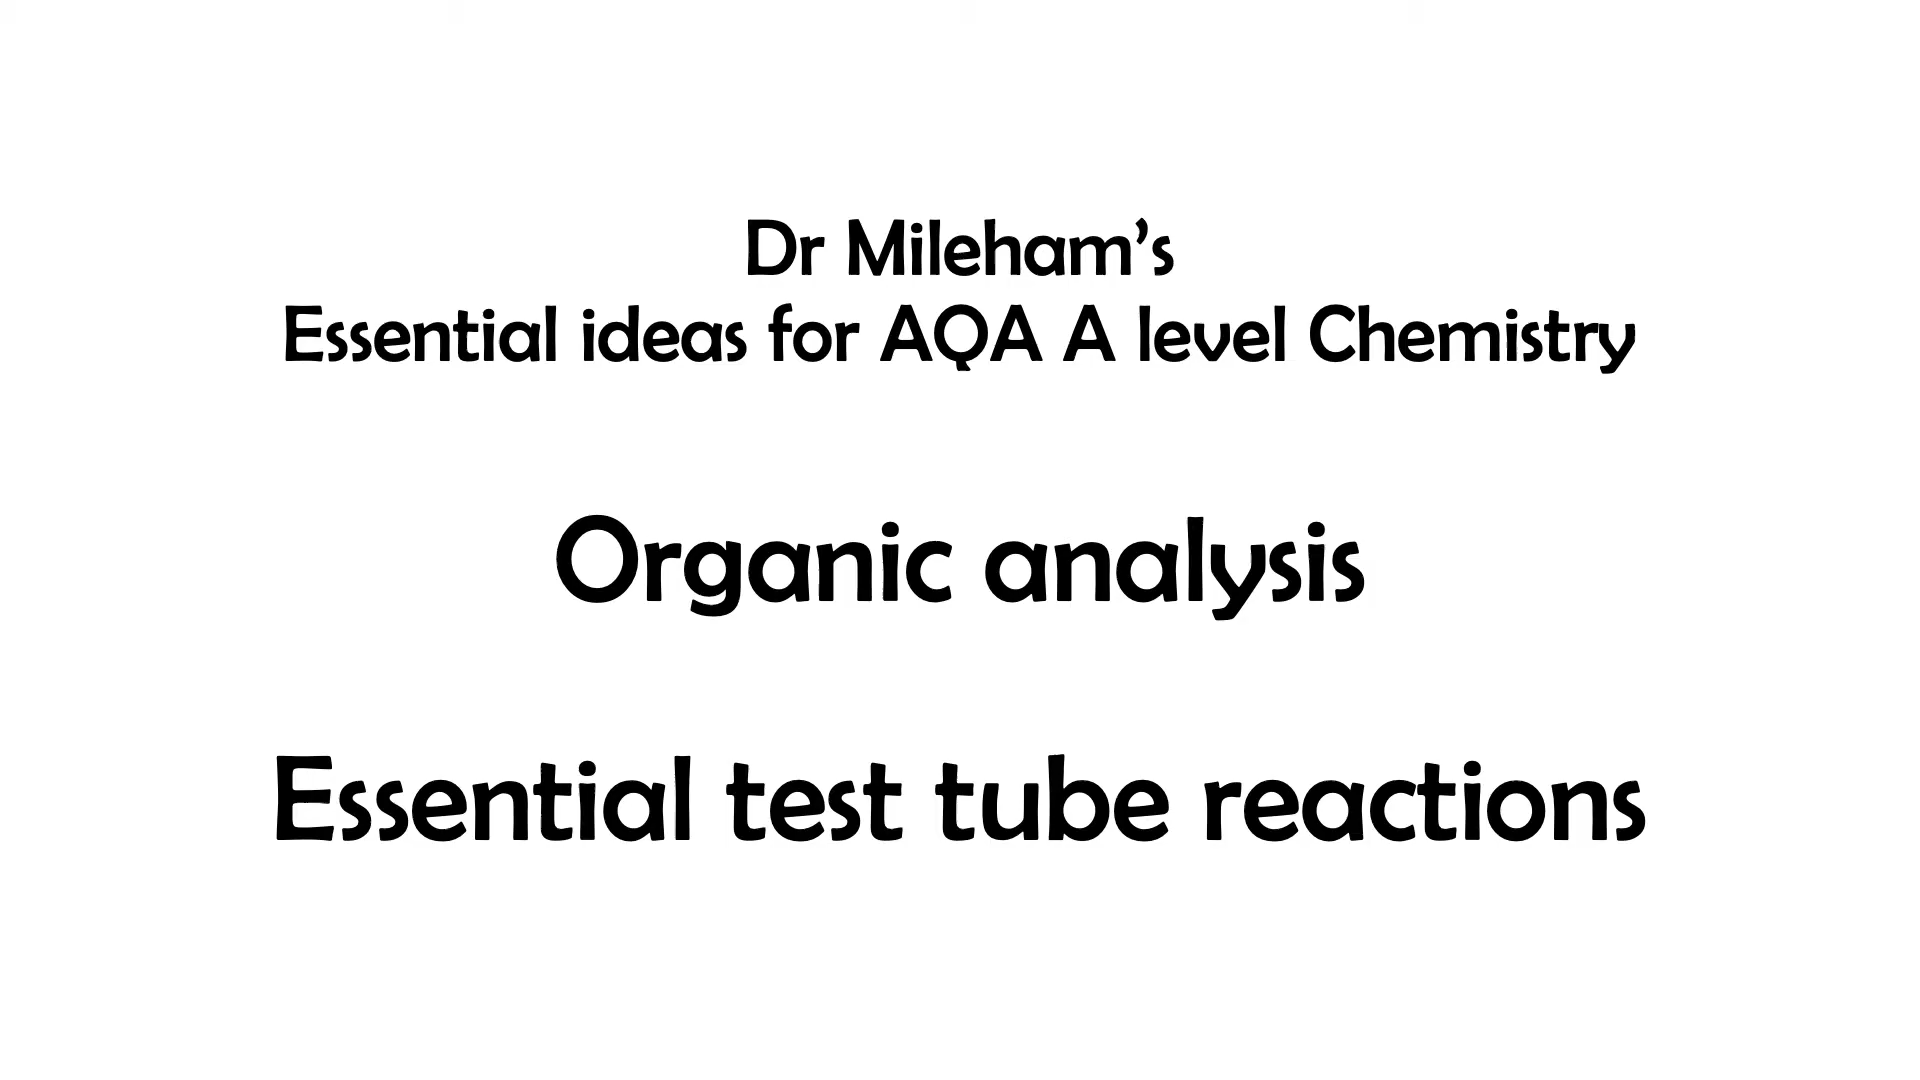 Dr Mileham’s
Essential ideas for AQA A level Chemistry
Organic analysis
Essential test tube reactions